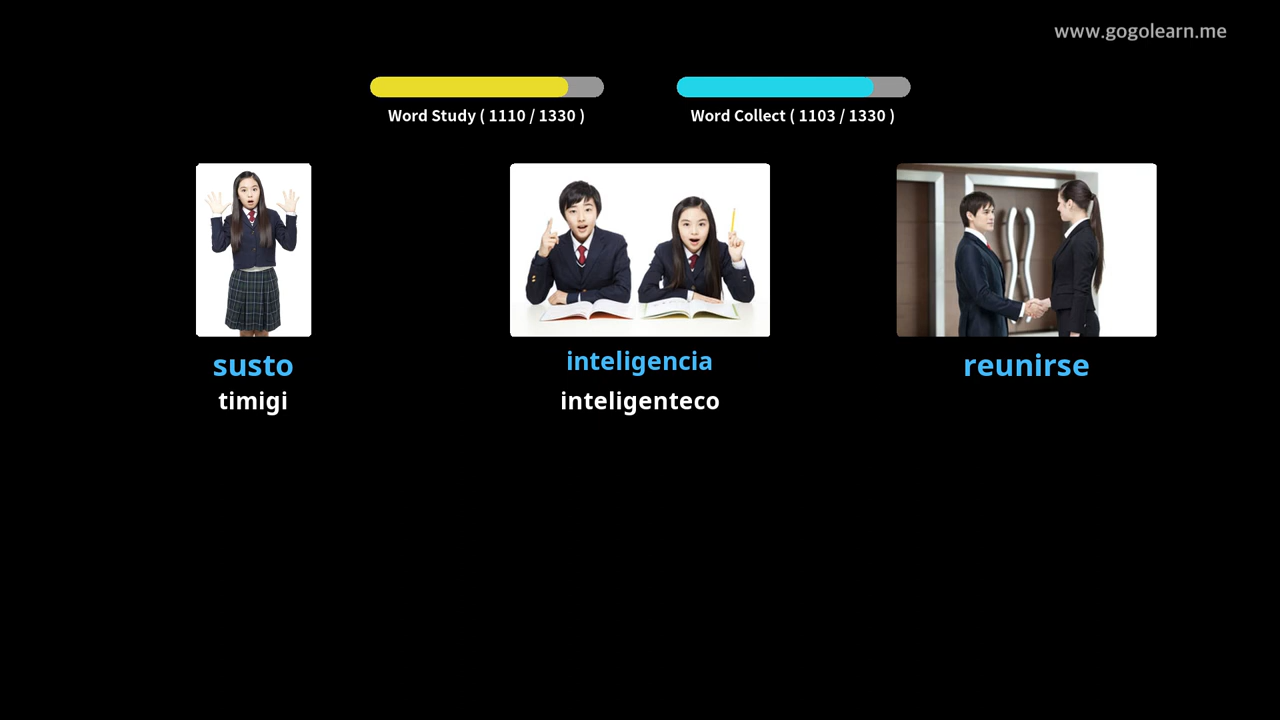 www.gogolearn.me
Word Study ( 1110 / 1330 )
Word Collect ( 1103 / 1330 )
susto
timigi
inteligencia
inteligenteco
reunirse